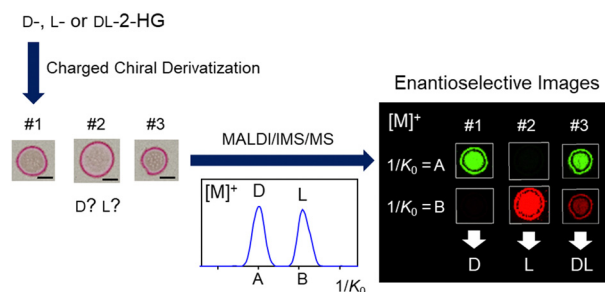 D-, L- or DL-2-HG
Charged Chiral Derivatization
#1 #2 #3
D? L?
MALDI/IMS/MS
[M]+
D L
A B 1/K0
Enantioselective Images
[M]+ #1 #2 #3
1/K0 = A
1/K0 = B
D L DL